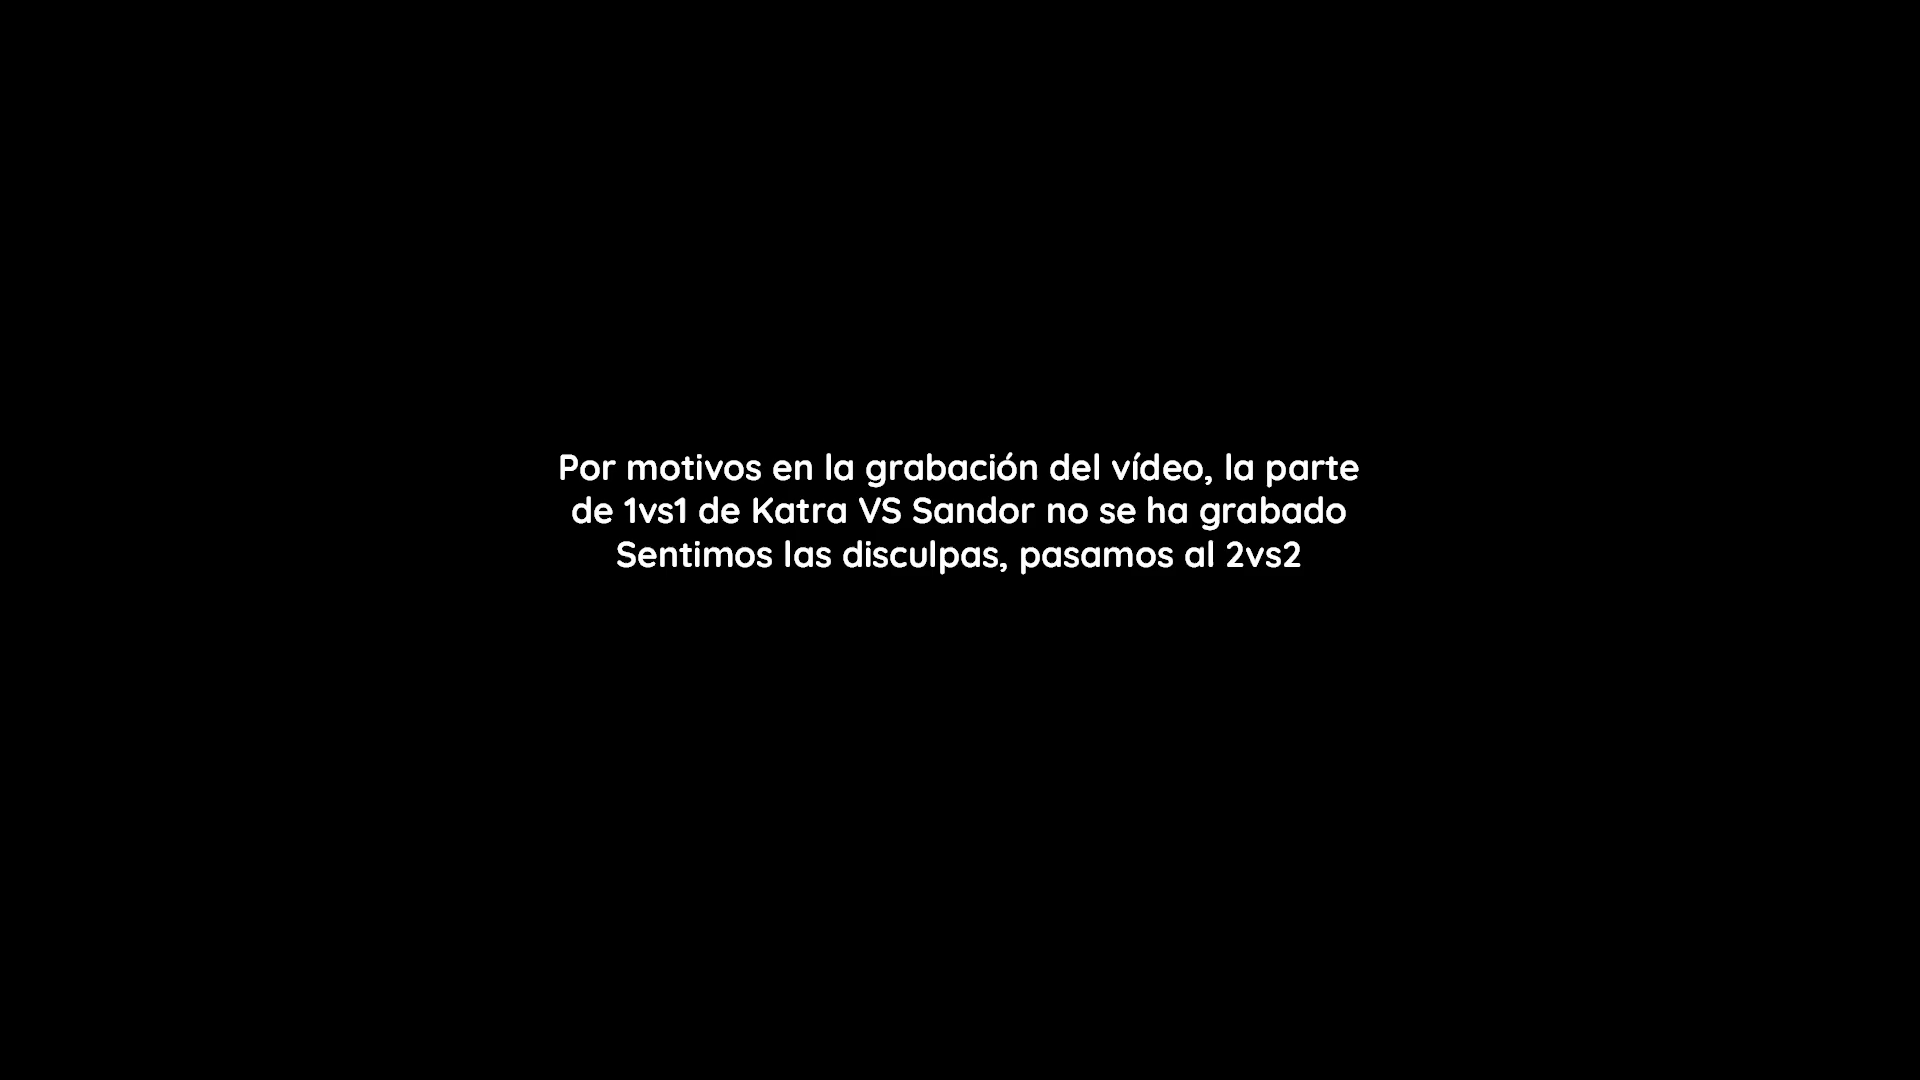 Por motivos en la grabación del vídeo, la parte
de 1vs1 de Katra VS Sandor no se ha grabado
Sentimos las disculpas, pasamos al 2vs2